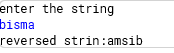 enter the string
bisma
reversed strin:amsib